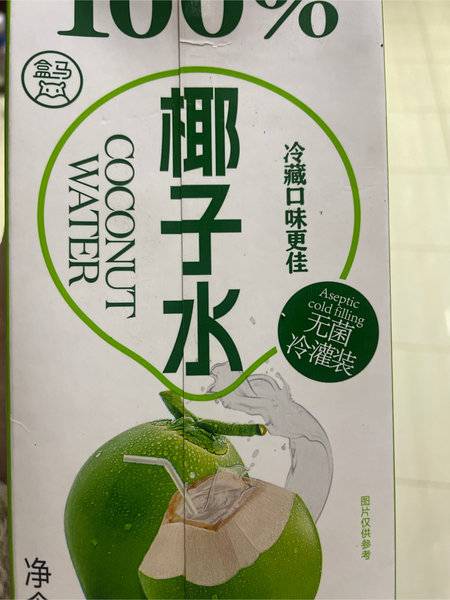 100%
盒马
椰子水
COCONUT
WATER
冷藏口味更佳
Aseptic
cold filling
无菌
冷灌装
图片仅供参考
净